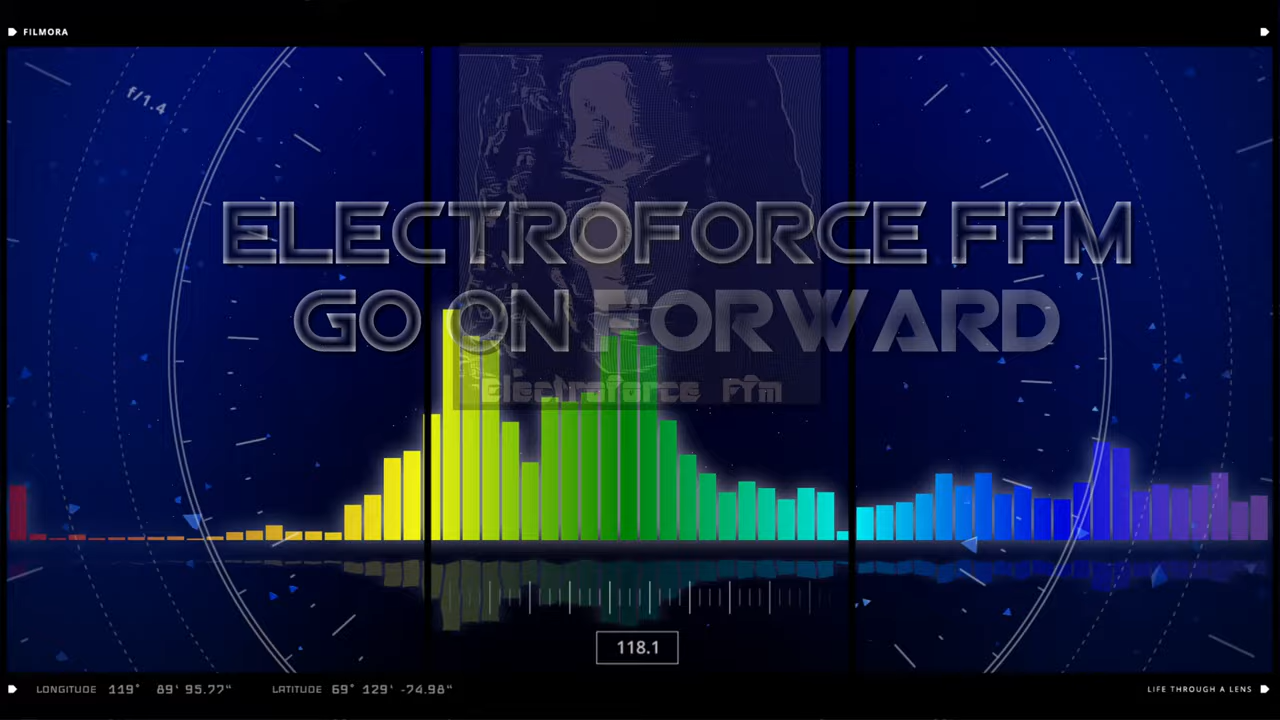 FILMORA
f/1.4
ELECTROFORCE FFM
GO ON FORWARD
Electroforce Ffm
118.1
LONGITUDE 119° 89' 95.77" LATITUDE 69° 129' -74.98"
LIFE THROUGH A LENS